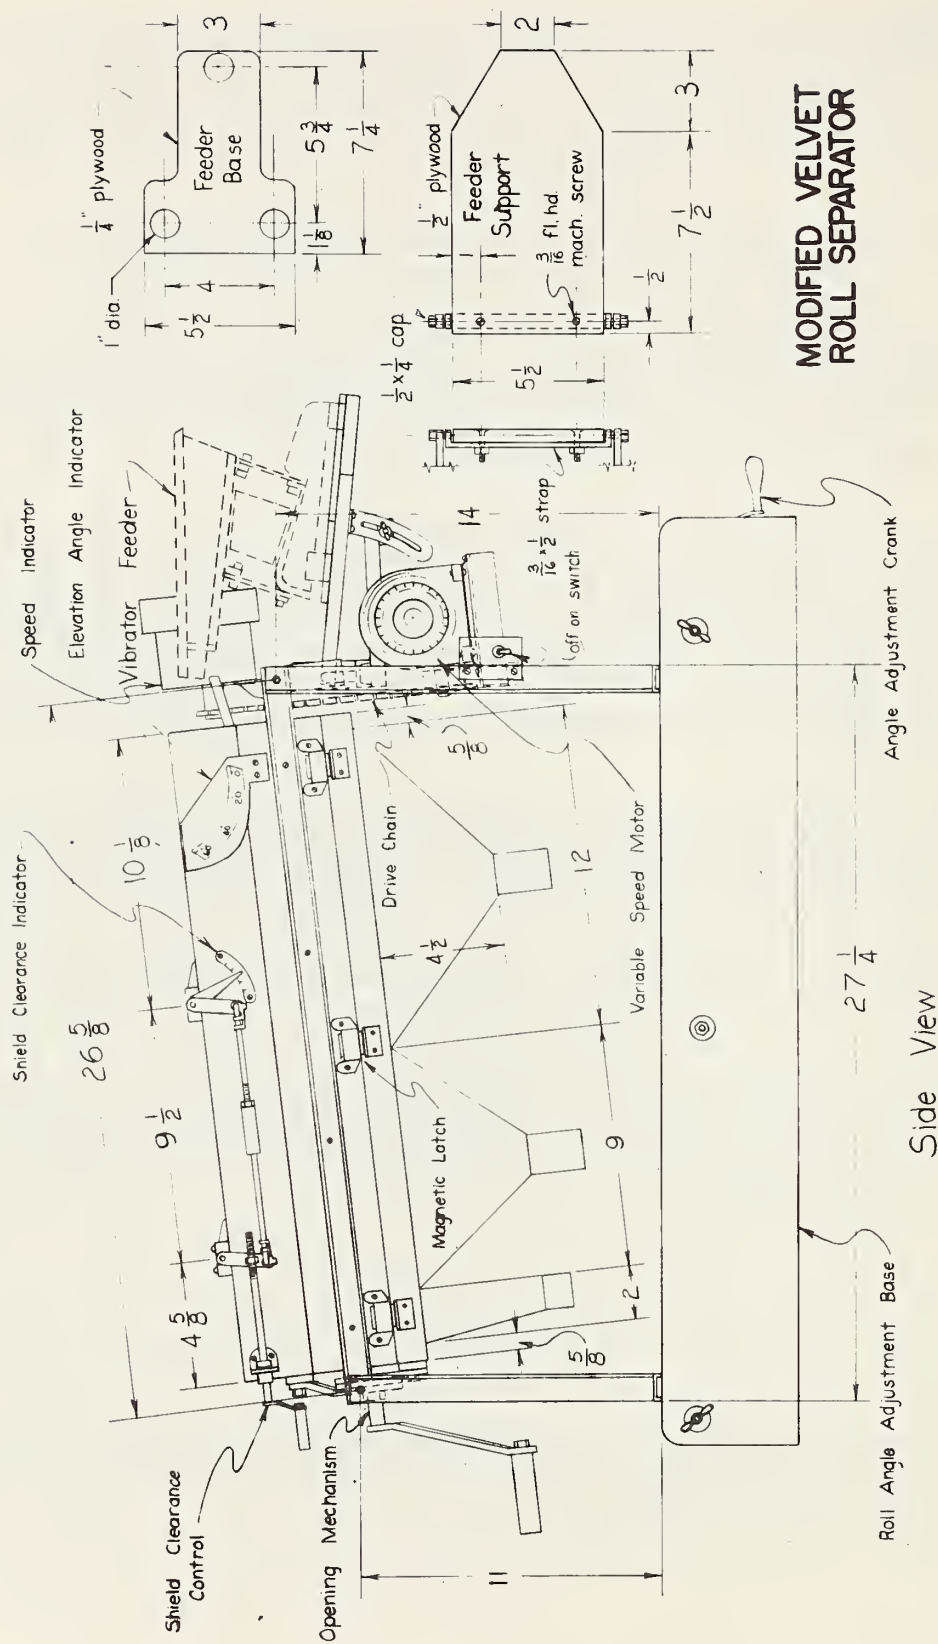 Speed Indicator
Elevation Angle Indicator
Vibrator Feeder
Snield Clearance Indicator
26 5/8
10 1/8
9 1/2
4 5/8
Shield Clearance
Control
Opening Mechanism
11
20
40
60
Magnetic Latch
Drive Chain
4 1/2
5/8
12
9
2
5/8
14
off on switch
Variable Speed Motor
27 1/4
Roll Angle Adjustment Base
Angle Adjustment Crank
Side View
1" dia.
1/4" plywood
Feeder
Base
3
4
5 1/2
1 1/8
5 3/4
7 1/4
1/2 x 1/4 cap
1/2" plywood
Feeder
Support
3/16 fl. hd.
mach. screw
1
2
3
7 1/2
1/2
5 1/2
3/16 x 1/2 strap
MODIFIED VELVET
ROLL SEPARATOR